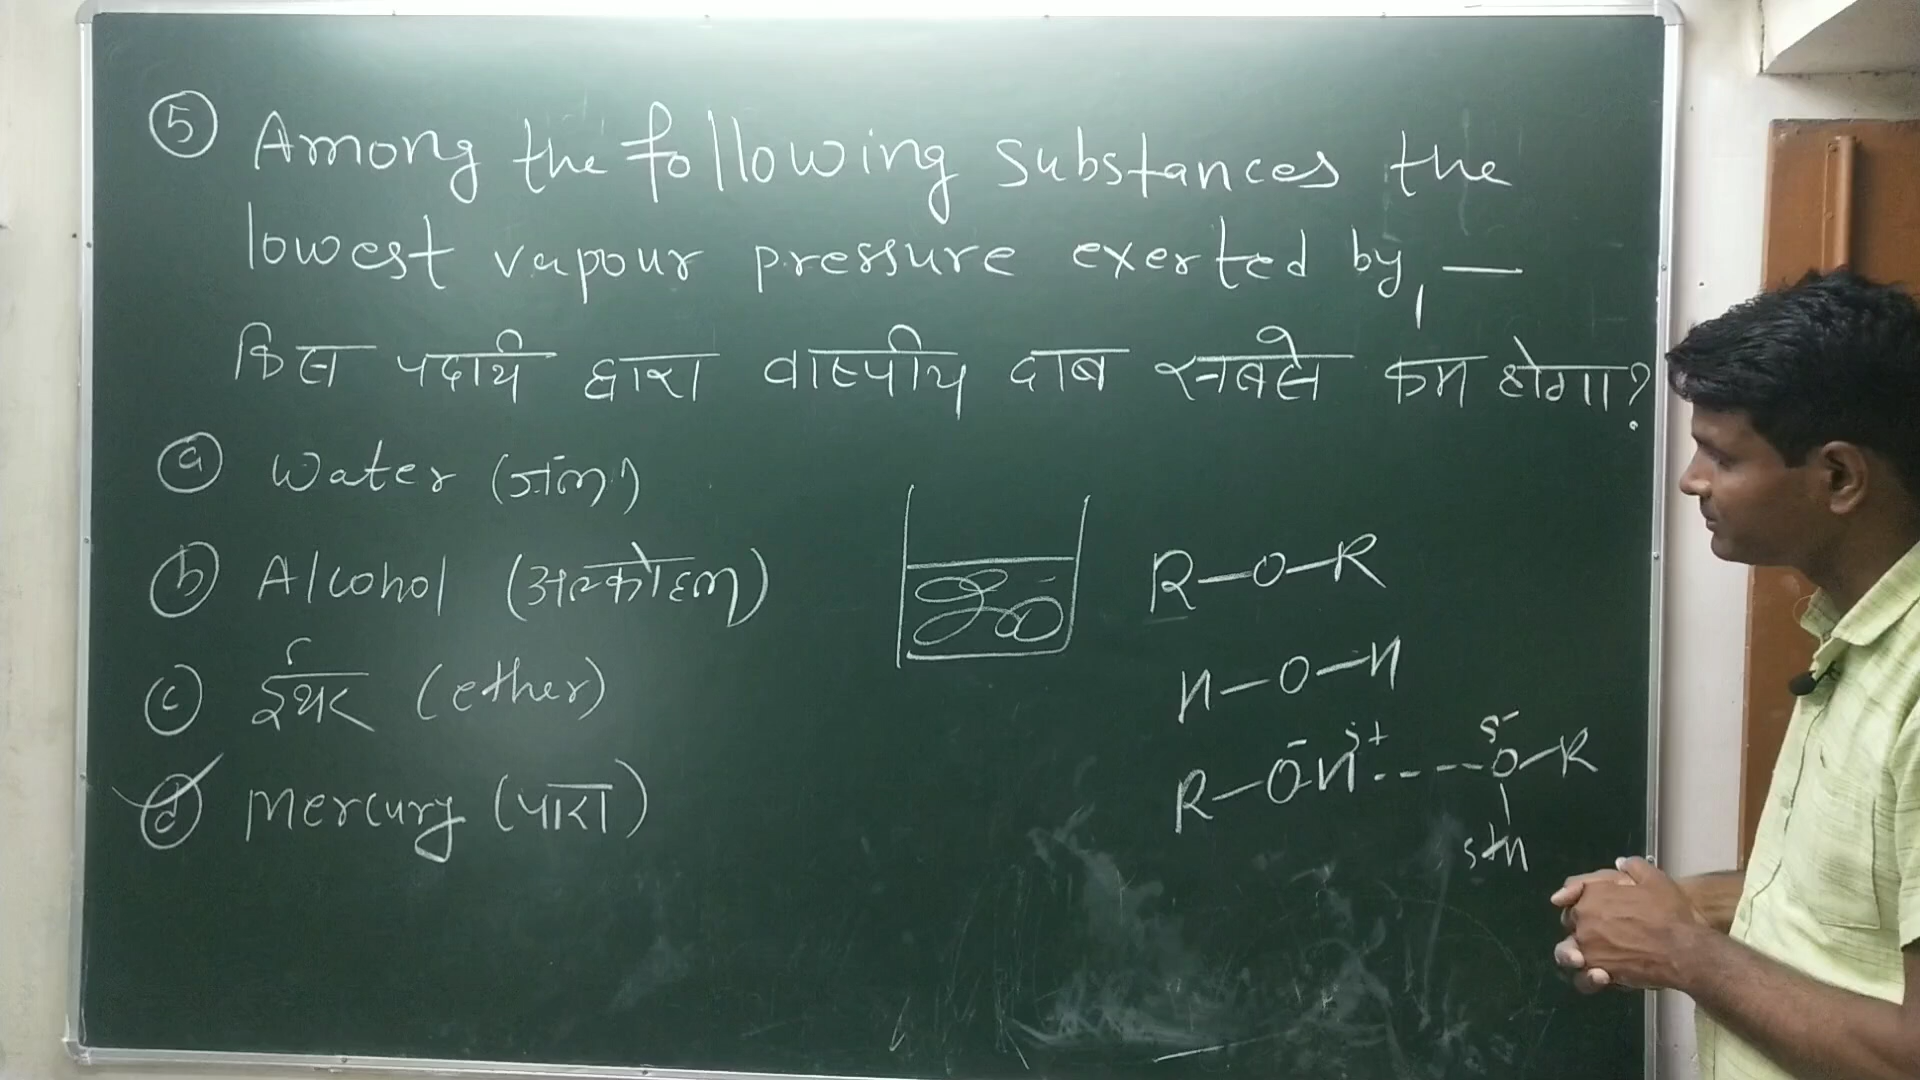 ⑤ Among the following substances the
lowest vapour pressure exerted by, —
किस पदार्थ द्वारा वाष्पीय दाब सबसे कम होगा?
ⓐ Water (जल)
ⓑ Alcohol (अल्कोहल)
ⓒ ईथर (ether)
ⓓ Mercury (पारा)
R—O—R
H—O—H
R—O⁻H δ+ ---- O δ- —R
δ+H